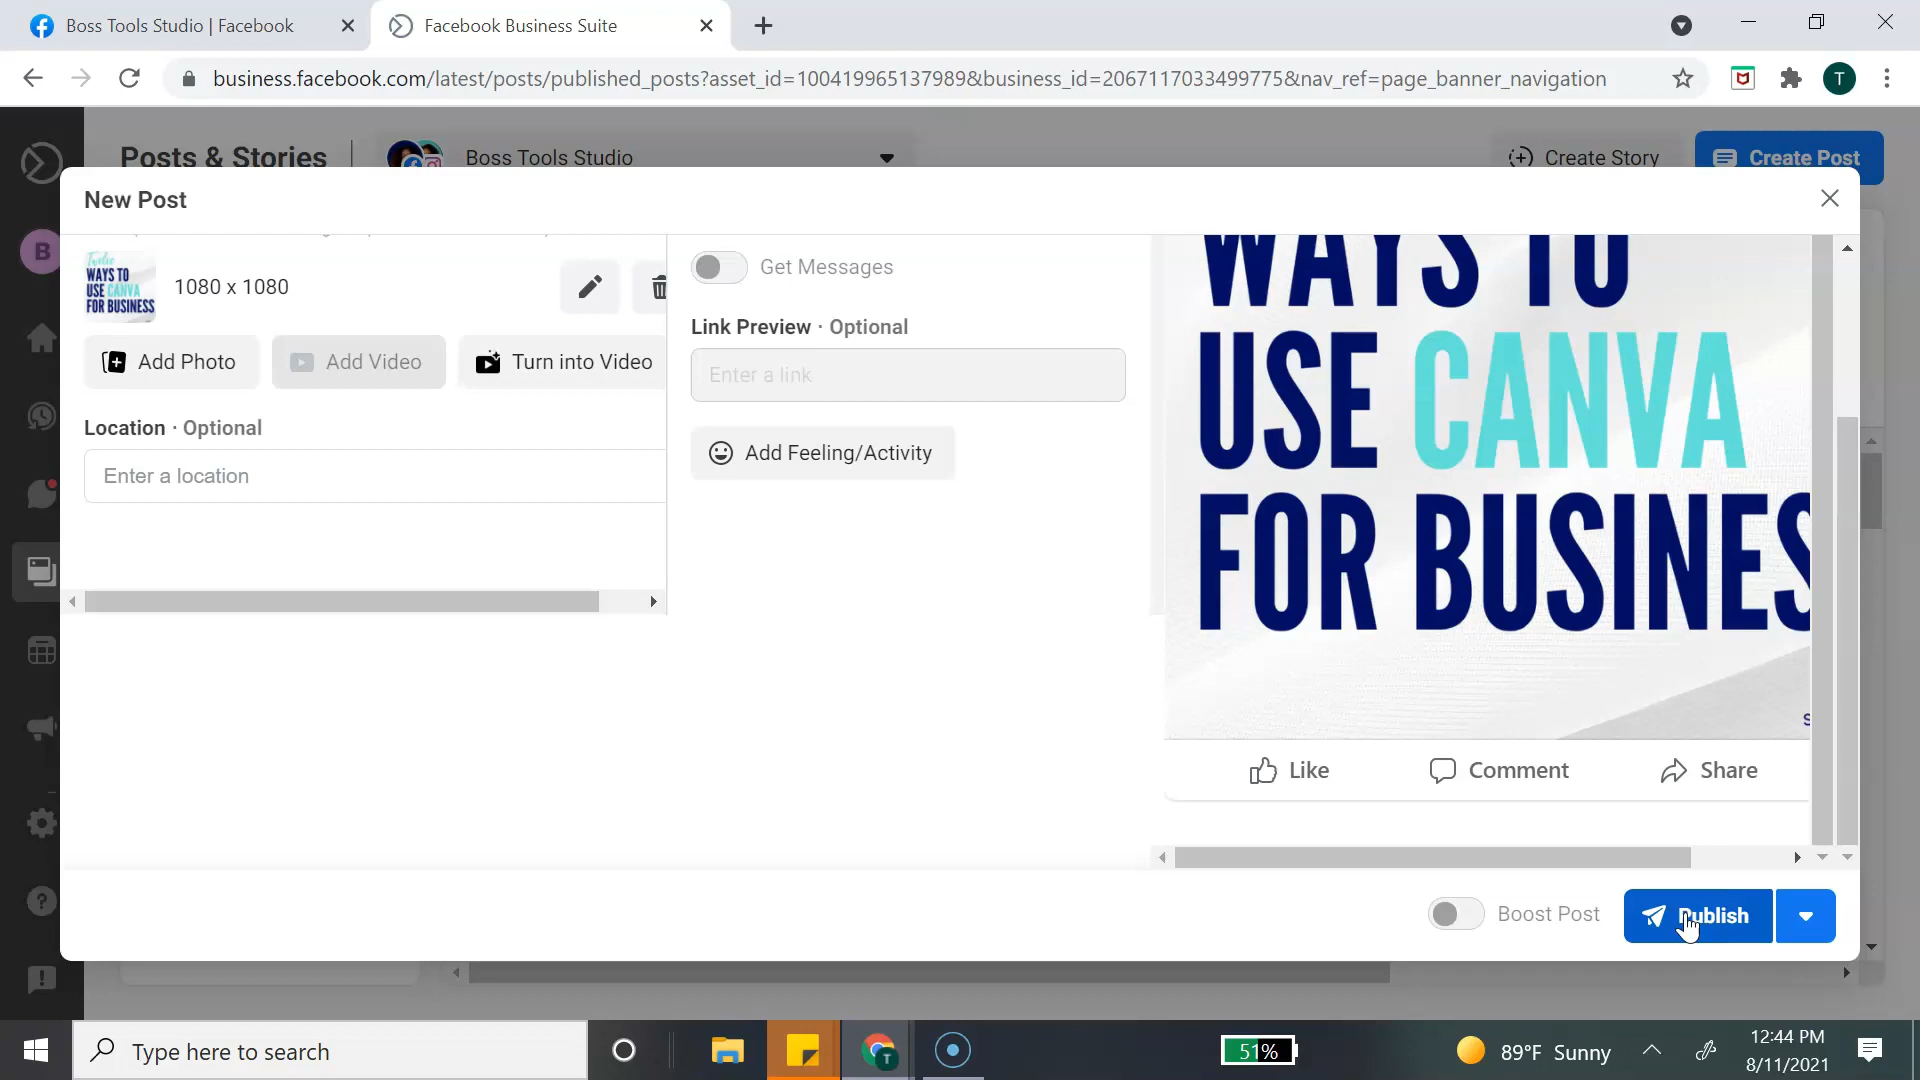 Boss Tools Studio | Facebook
Facebook Business Suite
business.facebook.com/latest/posts/published_posts?asset_id=100419965137989&business_id=2067117033499775&nav_ref=page_banner_navigation
T
Posts & Stories
Boss Tools Studio
Create Story
Create Post
New Post
B
Twelve
WAYS TO
USE CANVA
FOR BUSINESS
1080 x 1080
Add Photo
Add Video
Turn into Video
Location · Optional
Enter a location
Get Messages
Link Preview · Optional
Enter a link
Add Feeling/Activity
WAYS TO
USE CANVA
FOR BUSINES
Like
Comment
Share
Boost Post
Publish
Type here to search
T
51%
89°F Sunny
12:44 PM
8/11/2021